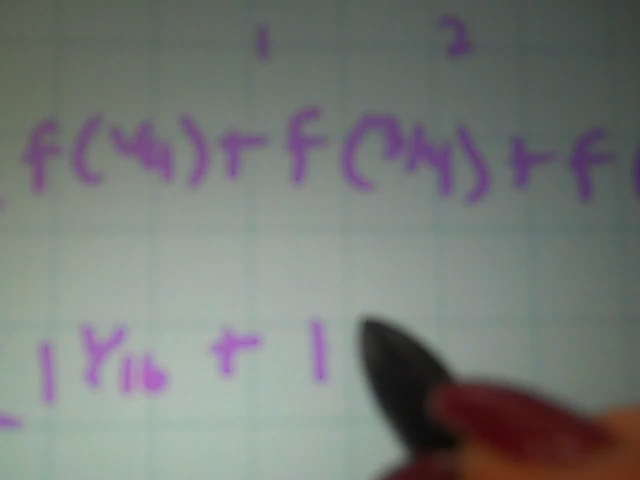 1 2
f(1/4) + f(3/4) + f(
1 1/16 + 1